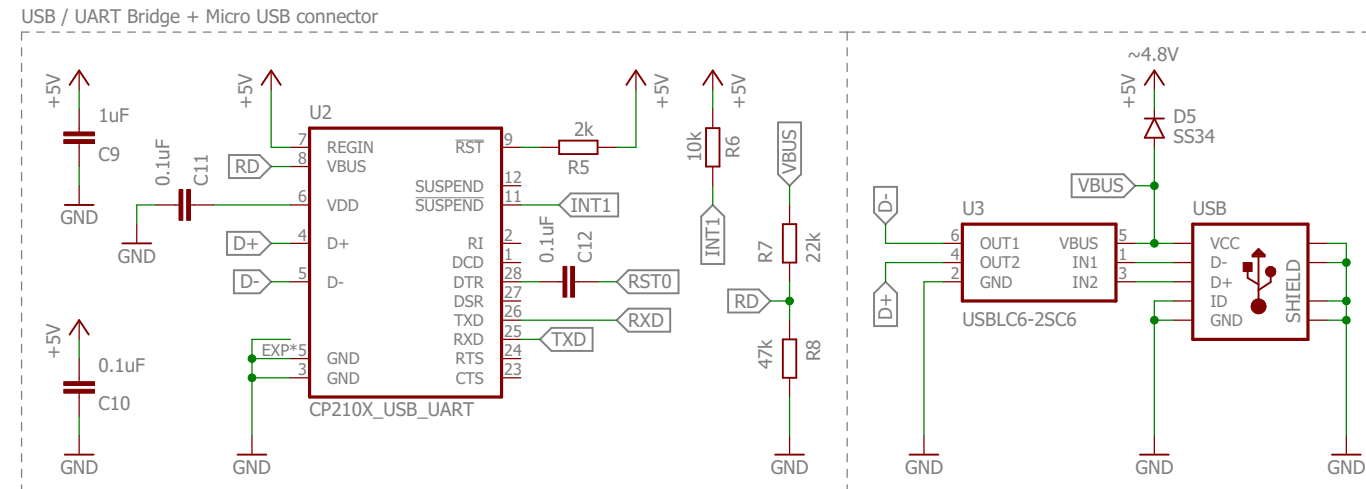 USB / UART Bridge + Micro USB connector
+5V
1uF
C9
GND
0.1uF
C11
GND
+5V
0.1uF
C10
GND
+5V
U2
7
REGIN
8
VBUS
RD
6
VDD
4
D+
D+
5
D-
D-
EXP*5
GND
3
GND
GND
CP210X_USB_UART
RST
9
2k
R5
+5V
SUSPEND
12
SUSPEND
11
INT1
RI
2
DCD
1
DTR
28
0.1uF
C12
RST0
DSR
27
TXD
26
RXD
RXD
25
TXD
RTS
24
CTS
23
+5V
10k
R6
INT1
VBUS
R7
22k
RD
47k
R8
GND
~4.8V
+5V
D5
SS34
VBUS
D-
D+
U3
6
OUT1
4
OUT2
2
GND
VBUS
5
IN1
1
IN2
3
USBLC6-2SC6
GND
USB
VCC
D-
D+
ID
GND
SHIELD
GND
GND